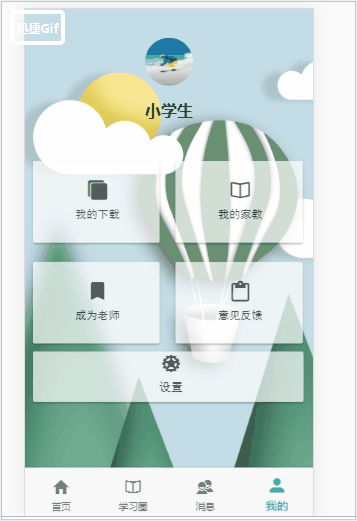 迅捷Gif
小学生
我的下载
我的家教
成为老师
意见反馈
设置
首页
学习圈
消息
我的